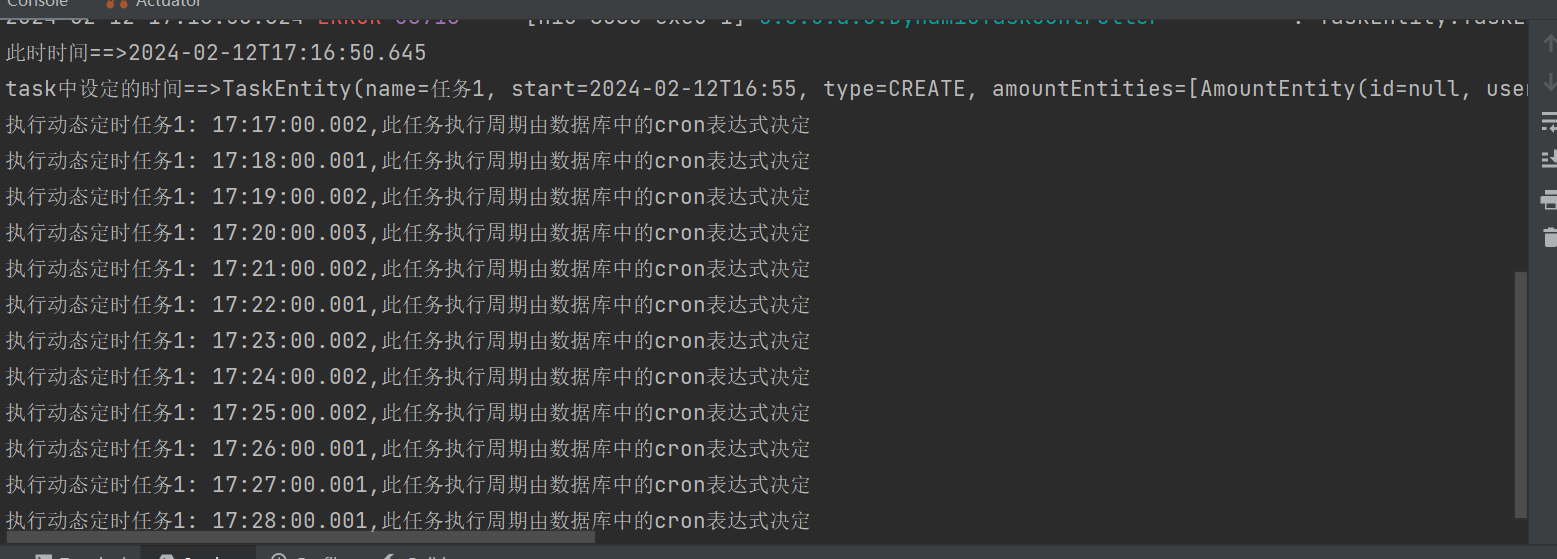 Console Actuator
ERROR
此时时间==>2024-02-12T17:16:50.645
task中设定的时间==>TaskEntity(name=任务1, start=2024-02-12T16:55, type=CREATE, amountEntities=[AmountEntity(id=null, user
执行动态定时任务1: 17:17:00.002,此任务执行周期由数据库中的cron表达式决定
执行动态定时任务1: 17:18:00.001,此任务执行周期由数据库中的cron表达式决定
执行动态定时任务1: 17:19:00.002,此任务执行周期由数据库中的cron表达式决定
执行动态定时任务1: 17:20:00.003,此任务执行周期由数据库中的cron表达式决定
执行动态定时任务1: 17:21:00.002,此任务执行周期由数据库中的cron表达式决定
执行动态定时任务1: 17:22:00.001,此任务执行周期由数据库中的cron表达式决定
执行动态定时任务1: 17:23:00.002,此任务执行周期由数据库中的cron表达式决定
执行动态定时任务1: 17:24:00.002,此任务执行周期由数据库中的cron表达式决定
执行动态定时任务1: 17:25:00.002,此任务执行周期由数据库中的cron表达式决定
执行动态定时任务1: 17:26:00.001,此任务执行周期由数据库中的cron表达式决定
执行动态定时任务1: 17:27:00.001,此任务执行周期由数据库中的cron表达式决定
执行动态定时任务1: 17:28:00.001,此任务执行周期由数据库中的cron表达式决定